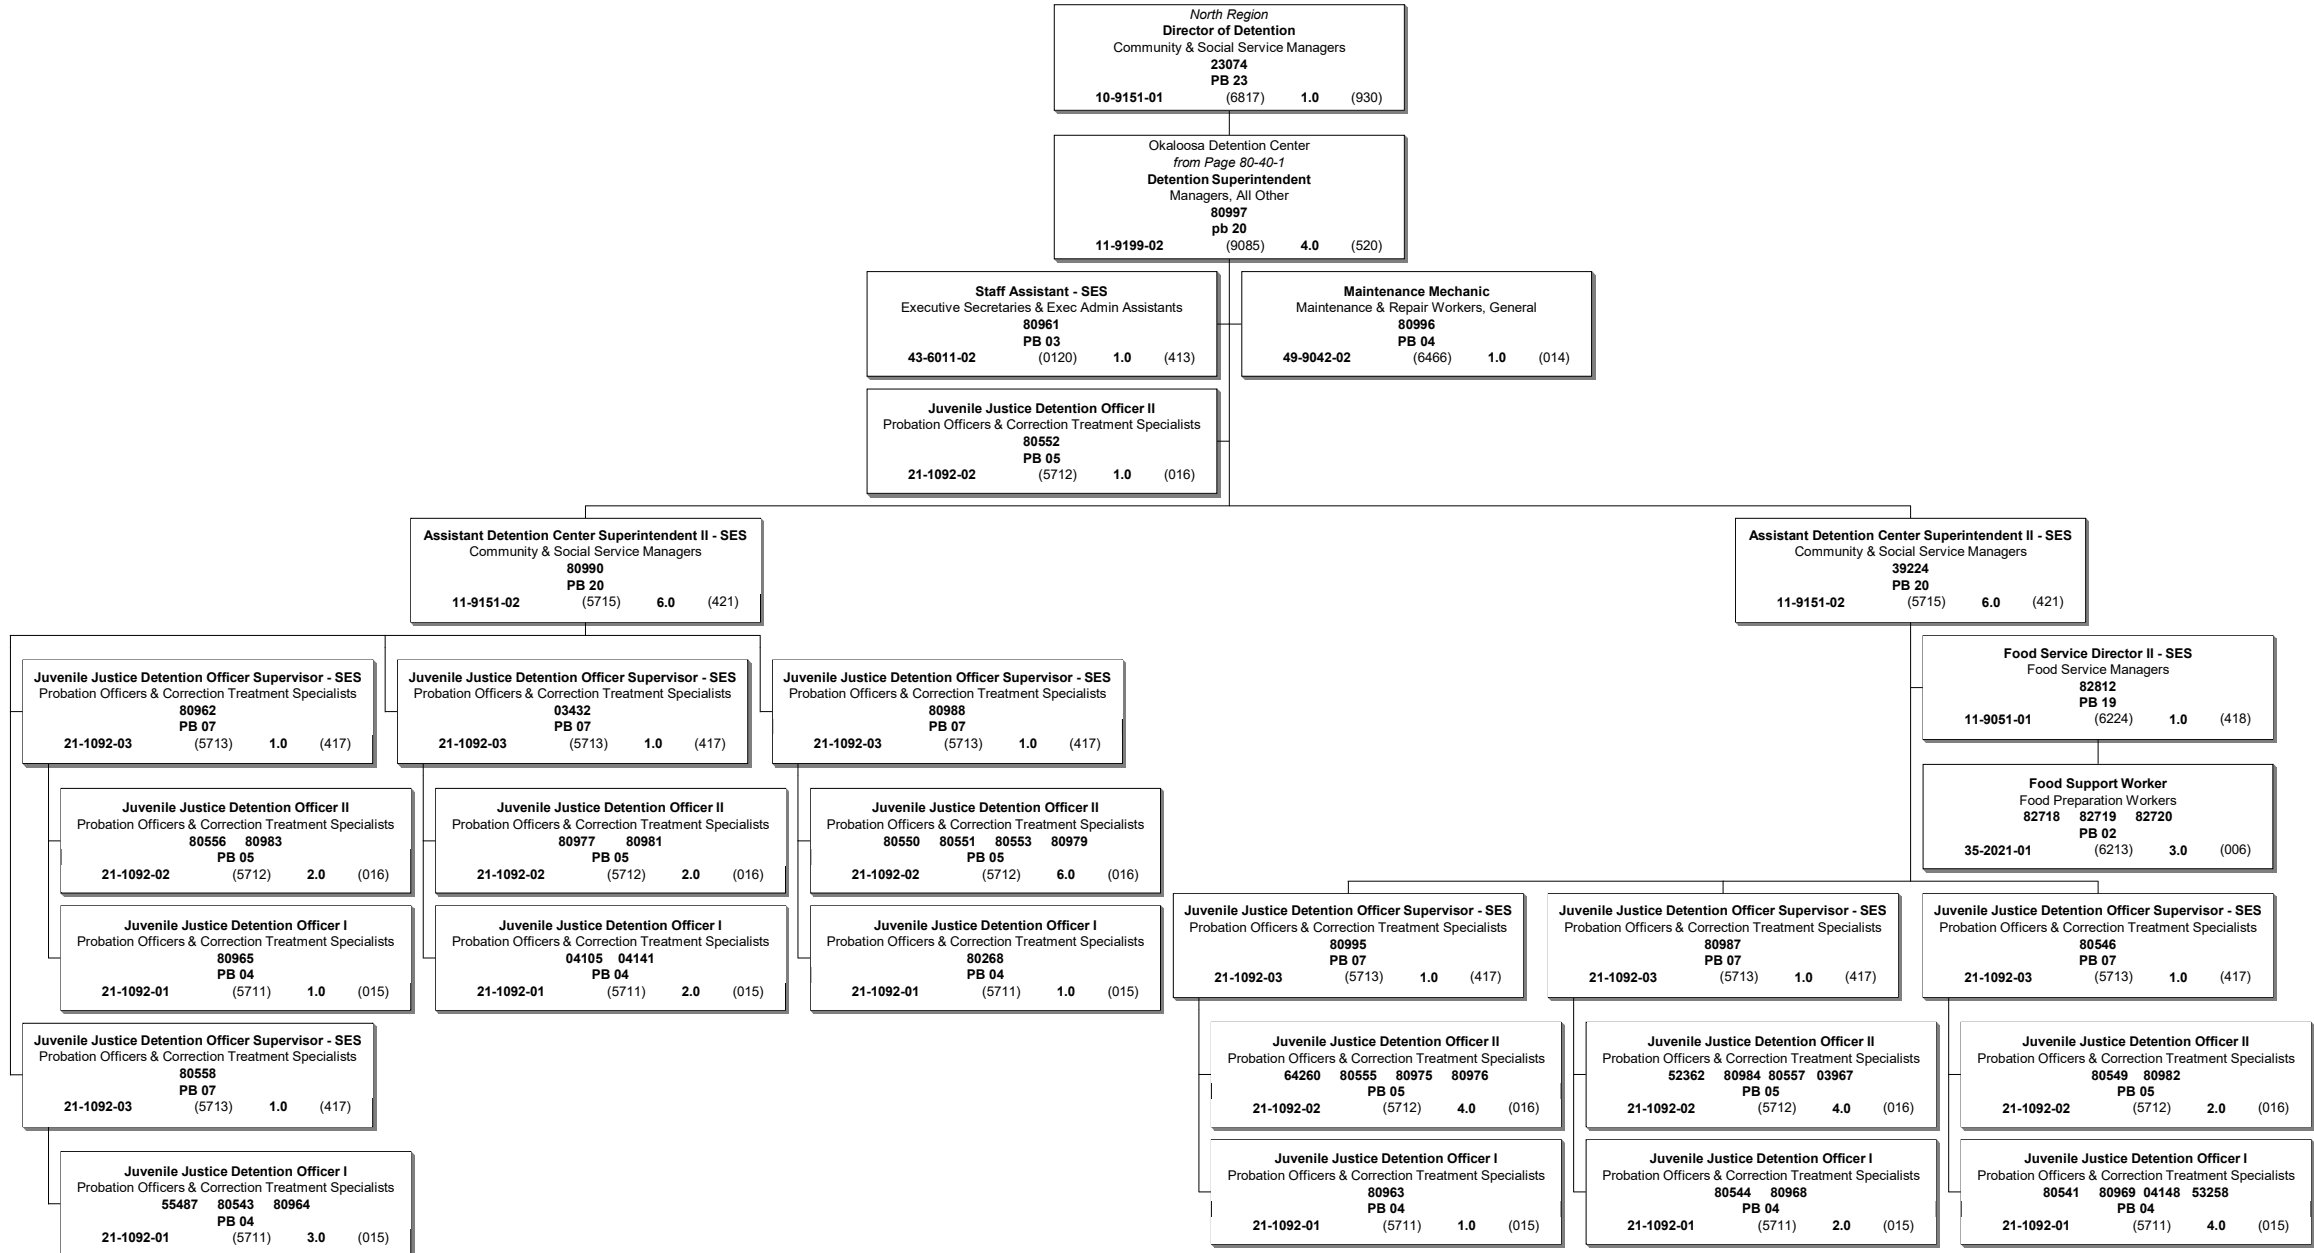 North Region
Director of Detention
Community & Social Service Managers
23074
PB 23
10-9151-01 (6817) 1.0 (930)
Okaloosa Detention Center
from Page 80-40-1
Detention Superintendent
Managers, All Other
80997
pb 20
11-9199-02 (9085) 4.0 (520)
Staff Assistant - SES
Executive Secretaries & Exec Admin Assistants
80961
PB 03
43-6011-02 (0120) 1.0 (413)
Maintenance Mechanic
Maintenance & Repair Workers, General
80996
PB 04
49-9042-02 (6466) 1.0 (014)
Juvenile Justice Detention Officer II
Probation Officers & Correction Treatment Specialists
80552
PB 05
21-1092-02 (5712) 1.0 (016)
Assistant Detention Center Superintendent II - SES
Community & Social Service Managers
80990
PB 20
11-9151-02 (5715) 6.0 (421)
Juvenile Justice Detention Officer Supervisor - SES
Probation Officers & Correction Treatment Specialists
80962
PB 07
21-1092-03 (5713) 1.0 (417)
Juvenile Justice Detention Officer II
Probation Officers & Correction Treatment Specialists
80556 80983
PB 05
21-1092-02 (5712) 2.0 (016)
Juvenile Justice Detention Officer I
Probation Officers & Correction Treatment Specialists
80965
PB 04
21-1092-01 (5711) 1.0 (015)
Juvenile Justice Detention Officer Supervisor - SES
Probation Officers & Correction Treatment Specialists
80558
PB 07
21-1092-03 (5713) 1.0 (417)
Juvenile Justice Detention Officer I
Probation Officers & Correction Treatment Specialists
55487 80543 80964
PB 04
21-1092-01 (5711) 3.0 (015)
Juvenile Justice Detention Officer Supervisor - SES
Probation Officers & Correction Treatment Specialists
03432
PB 07
21-1092-03 (5713) 1.0 (417)
Juvenile Justice Detention Officer II
Probation Officers & Correction Treatment Specialists
80977 80981
PB 05
21-1092-02 (5712) 2.0 (016)
Juvenile Justice Detention Officer I
Probation Officers & Correction Treatment Specialists
04105 04141
PB 04
21-1092-01 (5711) 2.0 (015)
Juvenile Justice Detention Officer Supervisor - SES
Probation Officers & Correction Treatment Specialists
80988
PB 07
21-1092-03 (5713) 1.0 (417)
Juvenile Justice Detention Officer II
Probation Officers & Correction Treatment Specialists
80550 80551 80553 80979
PB 05
21-1092-02 (5712) 6.0 (016)
Juvenile Justice Detention Officer I
Probation Officers & Correction Treatment Specialists
80268
PB 04
21-1092-01 (5711) 1.0 (015)
Assistant Detention Center Superintendent II - SES
Community & Social Service Managers
39224
PB 20
11-9151-02 (5715) 6.0 (421)
Food Service Director II - SES
Food Service Managers
82812
PB 19
11-9051-01 (6224) 1.0 (418)
Food Support Worker
Food Preparation Workers
82718 82719 82720
PB 02
35-2021-01 (6213) 3.0 (006)
Juvenile Justice Detention Officer Supervisor - SES
Probation Officers & Correction Treatment Specialists
80995
PB 07
21-1092-03 (5713) 1.0 (417)
Juvenile Justice Detention Officer II
Probation Officers & Correction Treatment Specialists
64260 80555 80975 80976
PB 05
21-1092-02 (5712) 4.0 (016)
Juvenile Justice Detention Officer I
Probation Officers & Correction Treatment Specialists
80963
PB 04
21-1092-01 (5711) 1.0 (015)
Juvenile Justice Detention Officer Supervisor - SES
Probation Officers & Correction Treatment Specialists
80987
PB 07
21-1092-03 (5713) 1.0 (417)
Juvenile Justice Detention Officer II
Probation Officers & Correction Treatment Specialists
52362 80984 80557 03967
PB 05
21-1092-02 (5712) 4.0 (016)
Juvenile Justice Detention Officer I
Probation Officers & Correction Treatment Specialists
80544 80968
PB 04
21-1092-01 (5711) 2.0 (015)
Juvenile Justice Detention Officer Supervisor - SES
Probation Officers & Correction Treatment Specialists
80546
PB 07
21-1092-03 (5713) 1.0 (417)
Juvenile Justice Detention Officer II
Probation Officers & Correction Treatment Specialists
80549 80982
PB 05
21-1092-02 (5712) 2.0 (016)
Juvenile Justice Detention Officer I
Probation Officers & Correction Treatment Specialists
80541 80969 04148 53258
PB 04
21-1092-01 (5711) 4.0 (015)